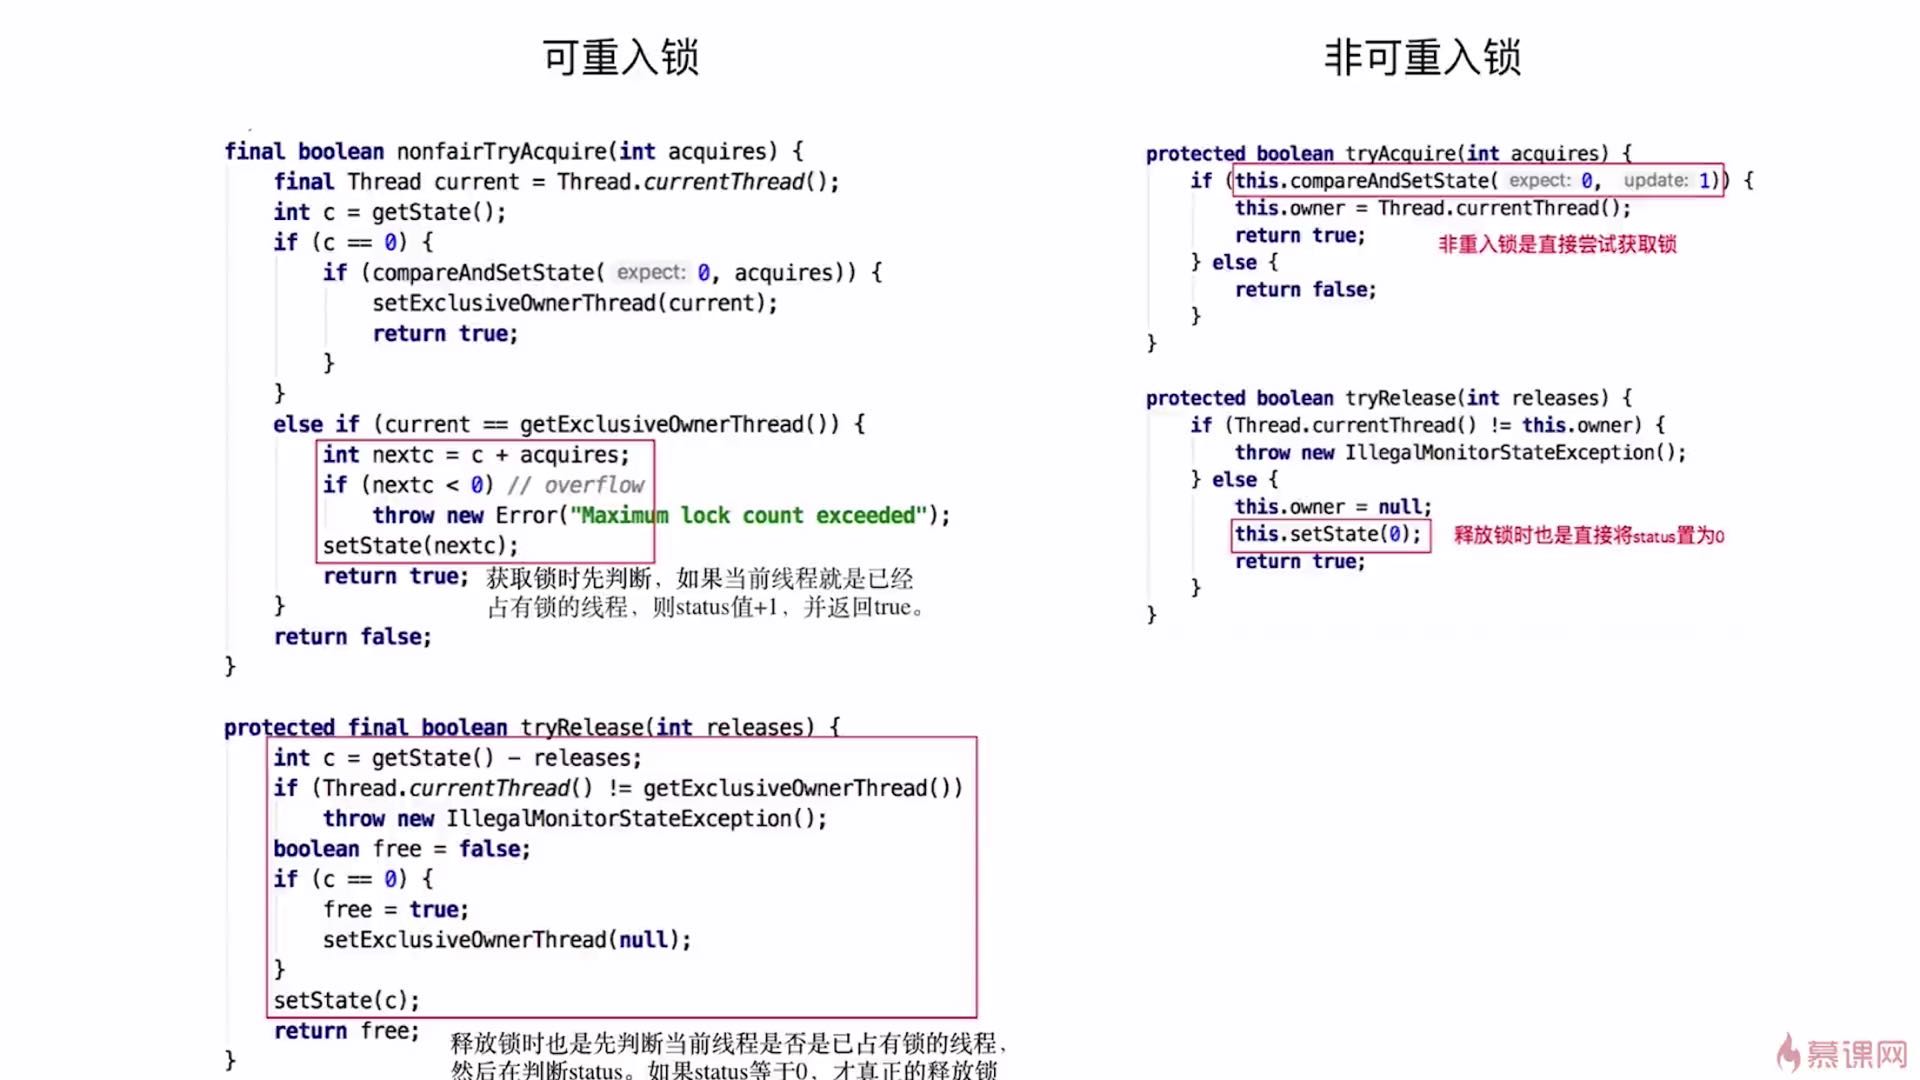 可重入锁
final boolean nonfairTryAcquire(int acquires) {
final Thread current = Thread.currentThread();
int c = getState();
if (c == 0) {
if (compareAndSetState( expect: 0, acquires)) {
setExclusiveOwnerThread(current);
return true;
}
}
else if (current == getExclusiveOwnerThread()) {
int nextc = c + acquires;
if (nextc < 0) // overflow
throw new Error("Maximum lock count exceeded");
setState(nextc);
return true;
获取锁时先判断，如果当前线程就是已经
占有锁的线程，则status值+1，并返回true。
}
return false;
}
protected final boolean tryRelease(int releases) {
int c = getState() - releases;
if (Thread.currentThread() != getExclusiveOwnerThread())
throw new IllegalMonitorStateException();
boolean free = false;
if (c == 0) {
free = true;
setExclusiveOwnerThread(null);
}
setState(c);
return free;
}
释放锁时也是先判断当前线程是否是已占有锁的线程，
然后在判断status。如果status等于0，才真正的释放锁
非可重入锁
protected boolean tryAcquire(int acquires) {
if (this.compareAndSetState( expect: 0, update: 1)) {
this.owner = Thread.currentThread();
return true;
非重入锁是直接尝试获取锁
} else {
return false;
}
}
protected boolean tryRelease(int releases) {
if (Thread.currentThread() != this.owner) {
throw new IllegalMonitorStateException();
} else {
this.owner = null;
this.setState(0);
释放锁时也是直接将status置为0
return true;
}
}
慕课网